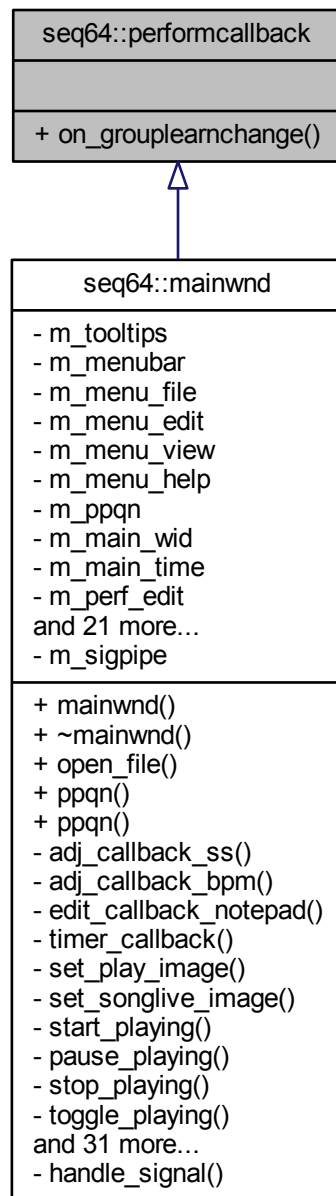 seq64::performcallback
+ on_grouplearnchange()
seq64::mainwnd
- m_tooltips
- m_menubar
- m_menu_file
- m_menu_edit
- m_menu_view
- m_menu_help
- m_ppqn
- m_main_wid
- m_main_time
- m_perf_edit
and 21 more...
- m_sigpipe
+ mainwnd()
+ ~mainwnd()
+ open_file()
+ ppqn()
+ ppqn()
- adj_callback_ss()
- adj_callback_bpm()
- edit_callback_notepad()
- timer_callback()
- set_play_image()
- set_songlive_image()
- start_playing()
- pause_playing()
- stop_playing()
- toggle_playing()
and 31 more...
- handle_signal()